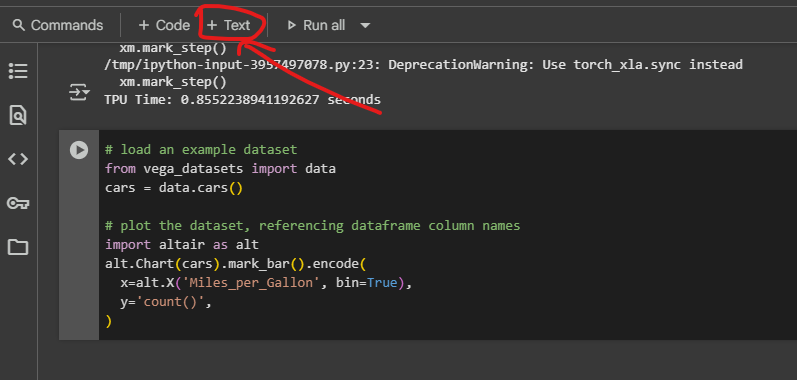 Commands + Code + Text Run all
xm.mark_step()
/tmp/ipython-input-3957497078.py:23: DeprecationWarning: Use torch_xla.sync instead
xm.mark_step()
TPU Time: 0.8552238941192627 seconds
# load an example dataset
from vega_datasets import data
cars = data.cars()
# plot the dataset, referencing dataframe column names
import altair as alt
alt.Chart(cars).mark_bar().encode(
x=alt.X('Miles_per_Gallon', bin=True),
y='count()',
)